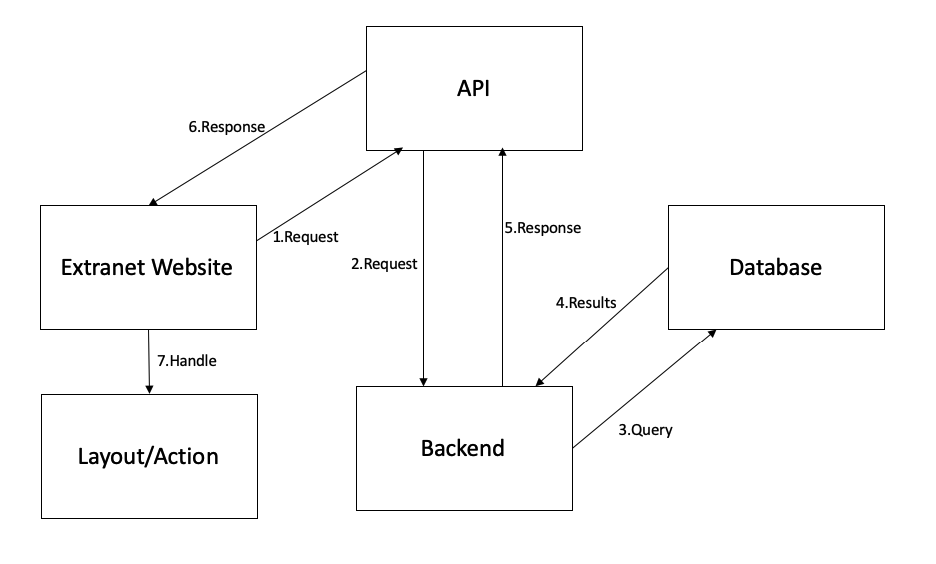 API
6.Response
1.Request
5.Response
Extranet Website
2.Request
Database
4.Results
7.Handle
3.Query
Layout/Action
Backend